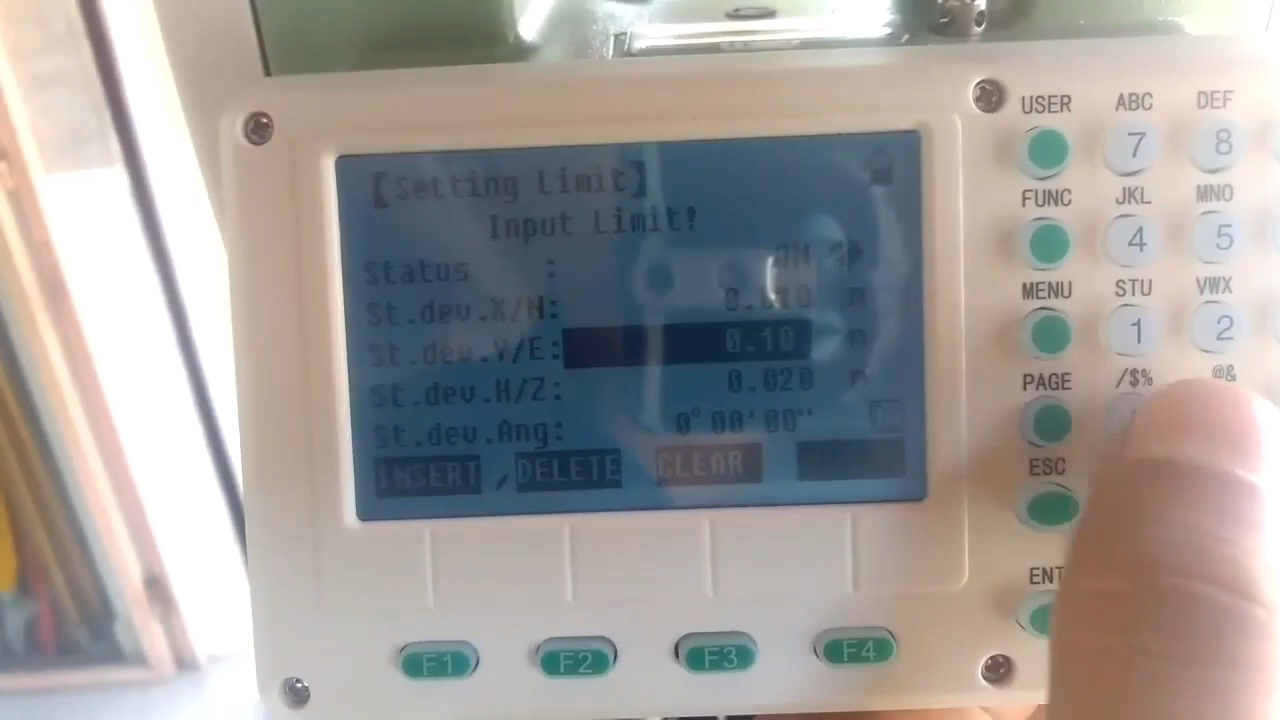 【Setting Limit】
Input Limit!
Status : ON
St.dev.X/N: 0.010 m
St.dev.Y/E: 0.10 m
St.dev.H/Z: 0.020 m
St.dev.Ang: 0°00'00"
INSERT DELETE CLEAR
F1 F2 F3 F4
USER ABC DEF
7 8
FUNC JKL MNO
4 5
MENU STU VWX
1 2
PAGE /$% @&
ESC
ENT